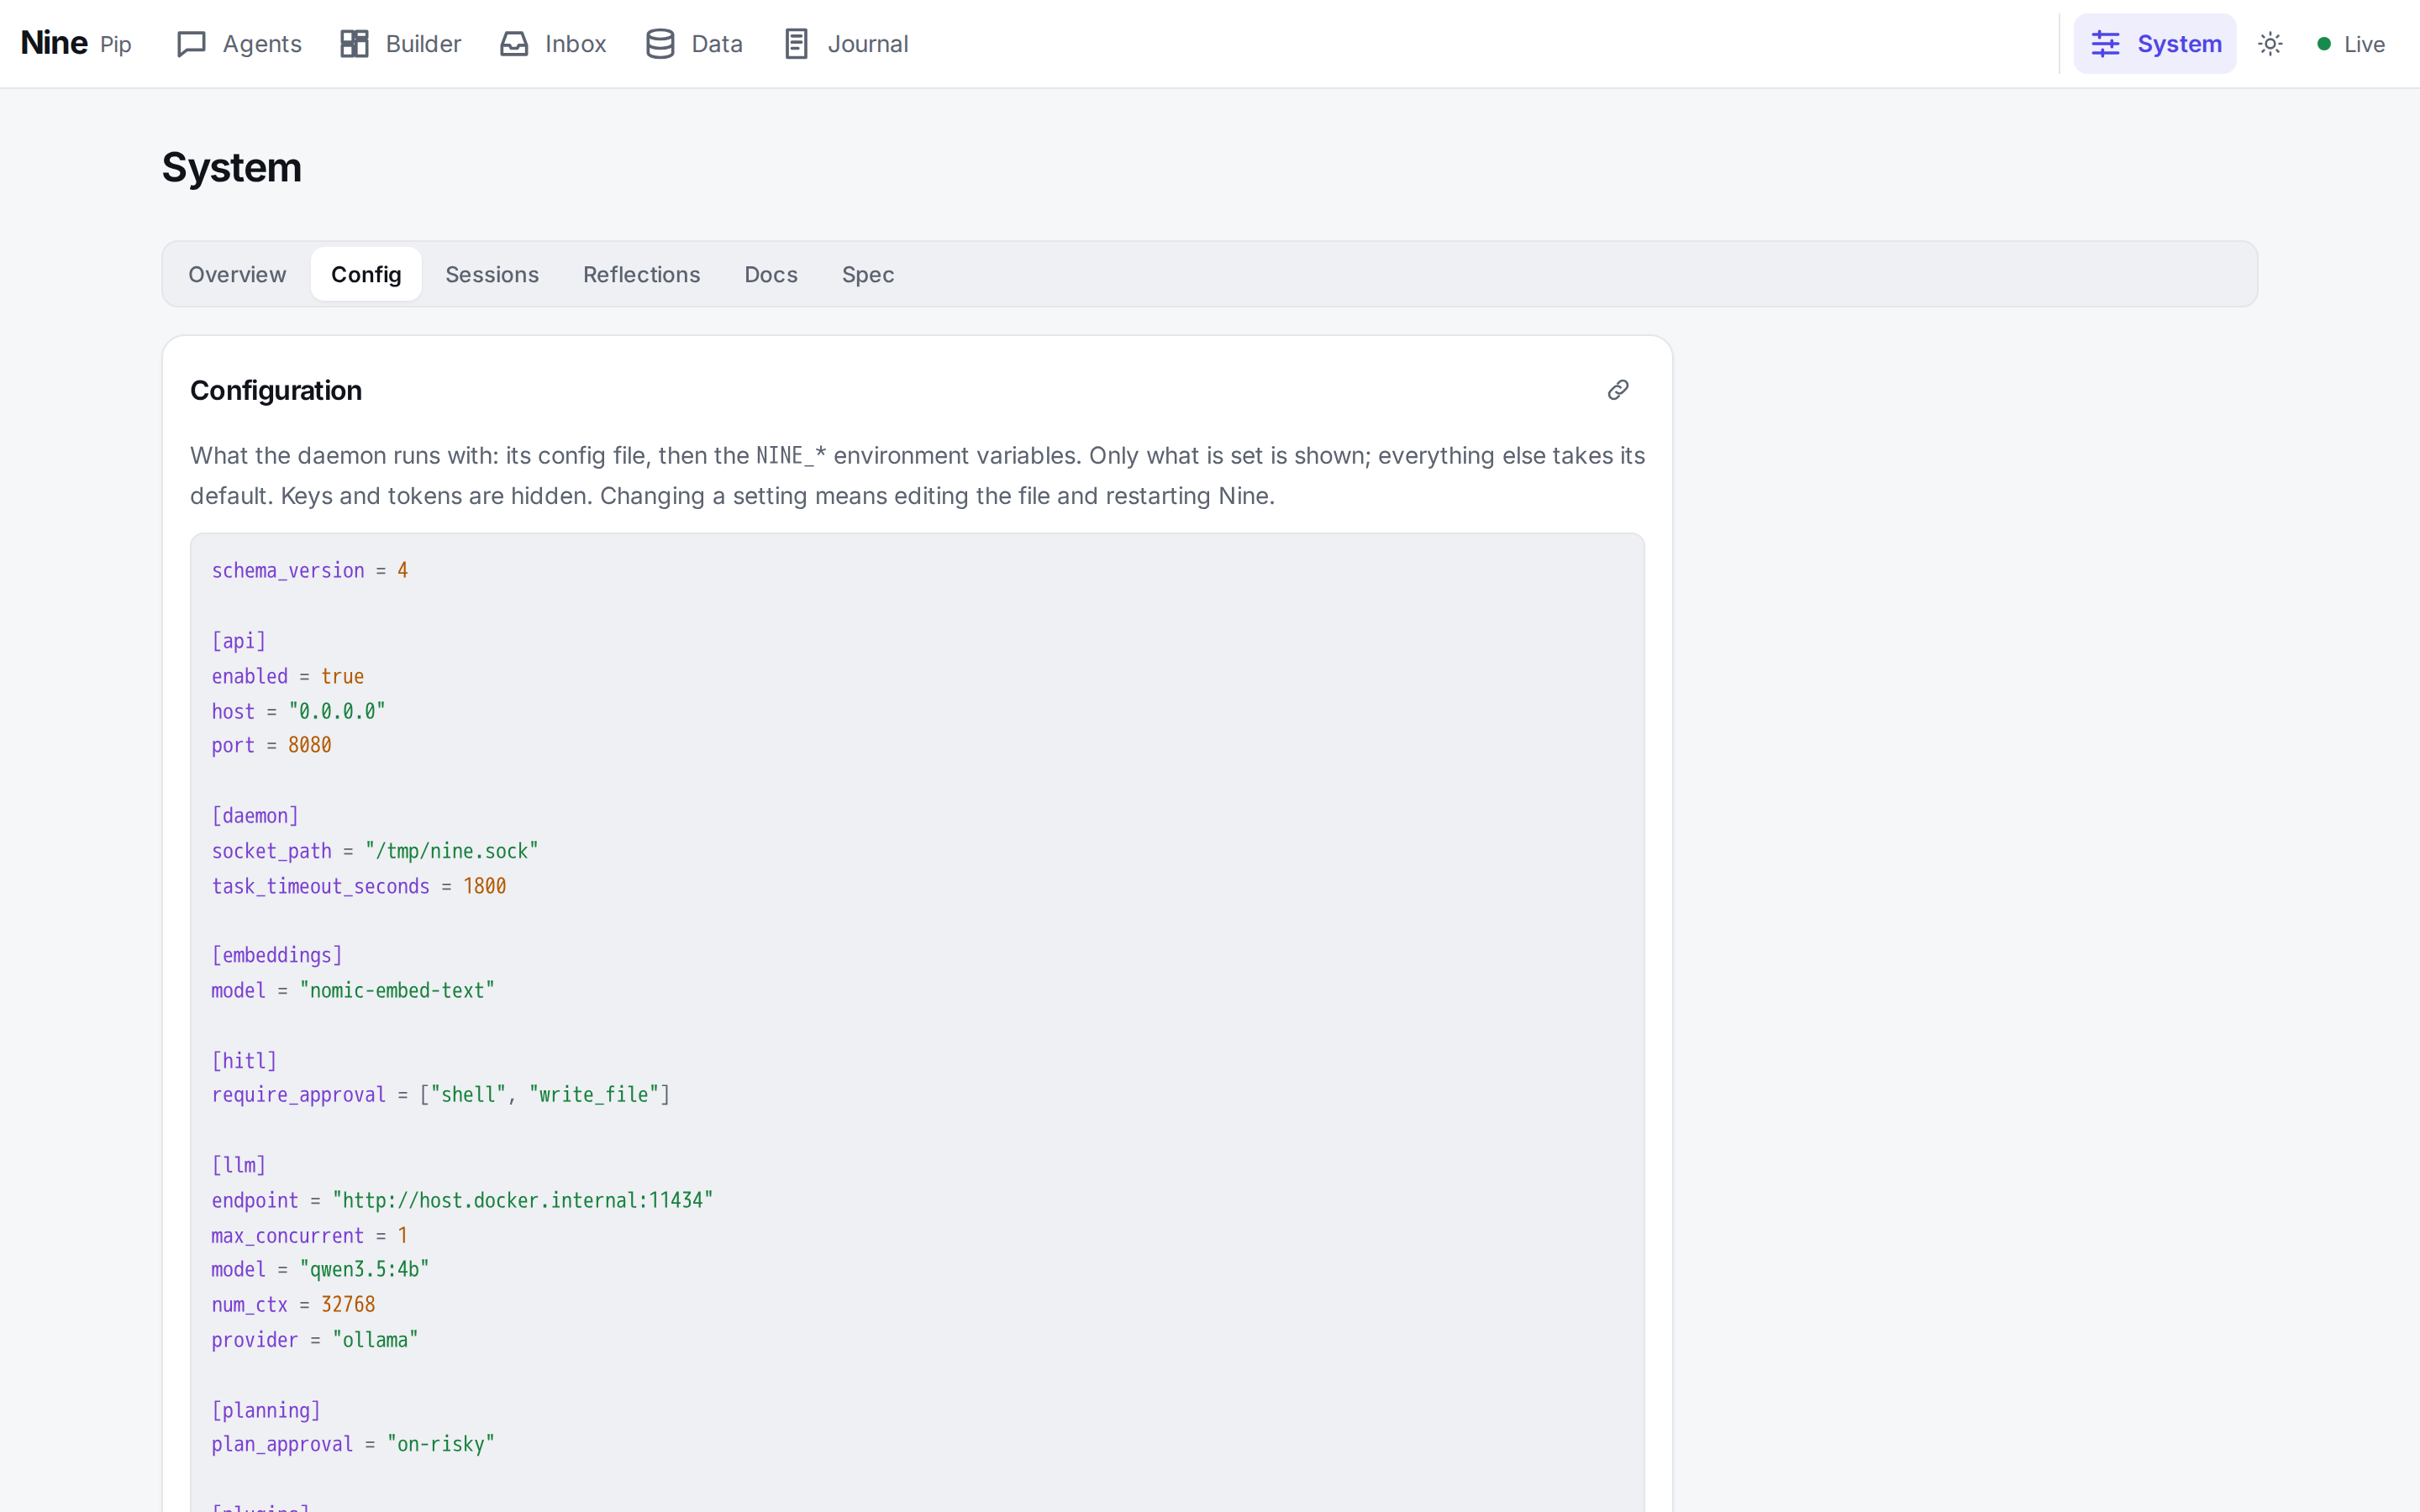 Nine Pip Agents Builder Inbox Data Journal System Live
System
Overview Config Sessions Reflections Docs Spec
Configuration
What the daemon runs with: its config file, then the NINE_* environment variables. Only what is set is shown; everything else takes its
default. Keys and tokens are hidden. Changing a setting means editing the file and restarting Nine.
schema_version = 4
[api]
enabled = true
host = "0.0.0.0"
port = 8080
[daemon]
socket_path = "/tmp/nine.sock"
task_timeout_seconds = 1800
[embeddings]
model = "nomic-embed-text"
[hitl]
require_approval = ["shell", "write_file"]
[llm]
endpoint = "http://host.docker.internal:11434"
max_concurrent = 1
model = "qwen3.5:4b"
num_ctx = 32768
provider = "ollama"
[planning]
plan_approval = "on-risky"